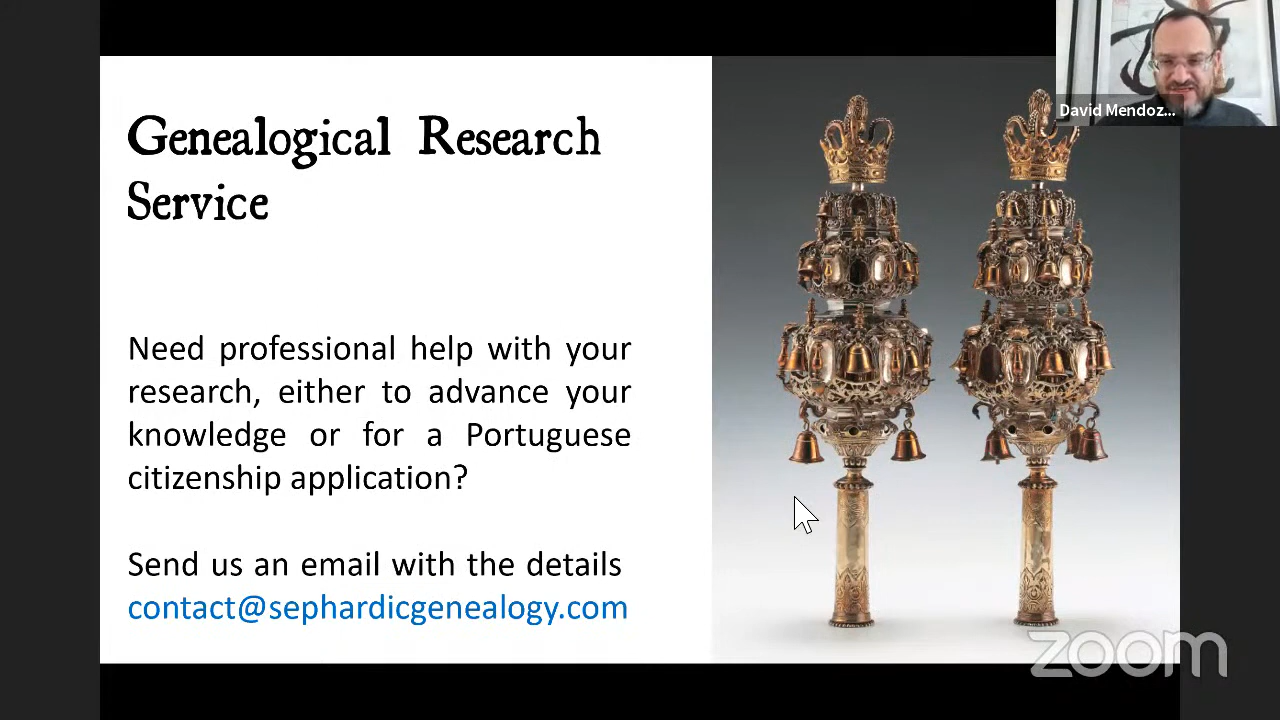 David Mendoz...
Genealogical Research
Service
Need professional help with your
research, either to advance your
knowledge or for a Portuguese
citizenship application?
Send us an email with the details
contact@sephardicgenealogy.com
zoom